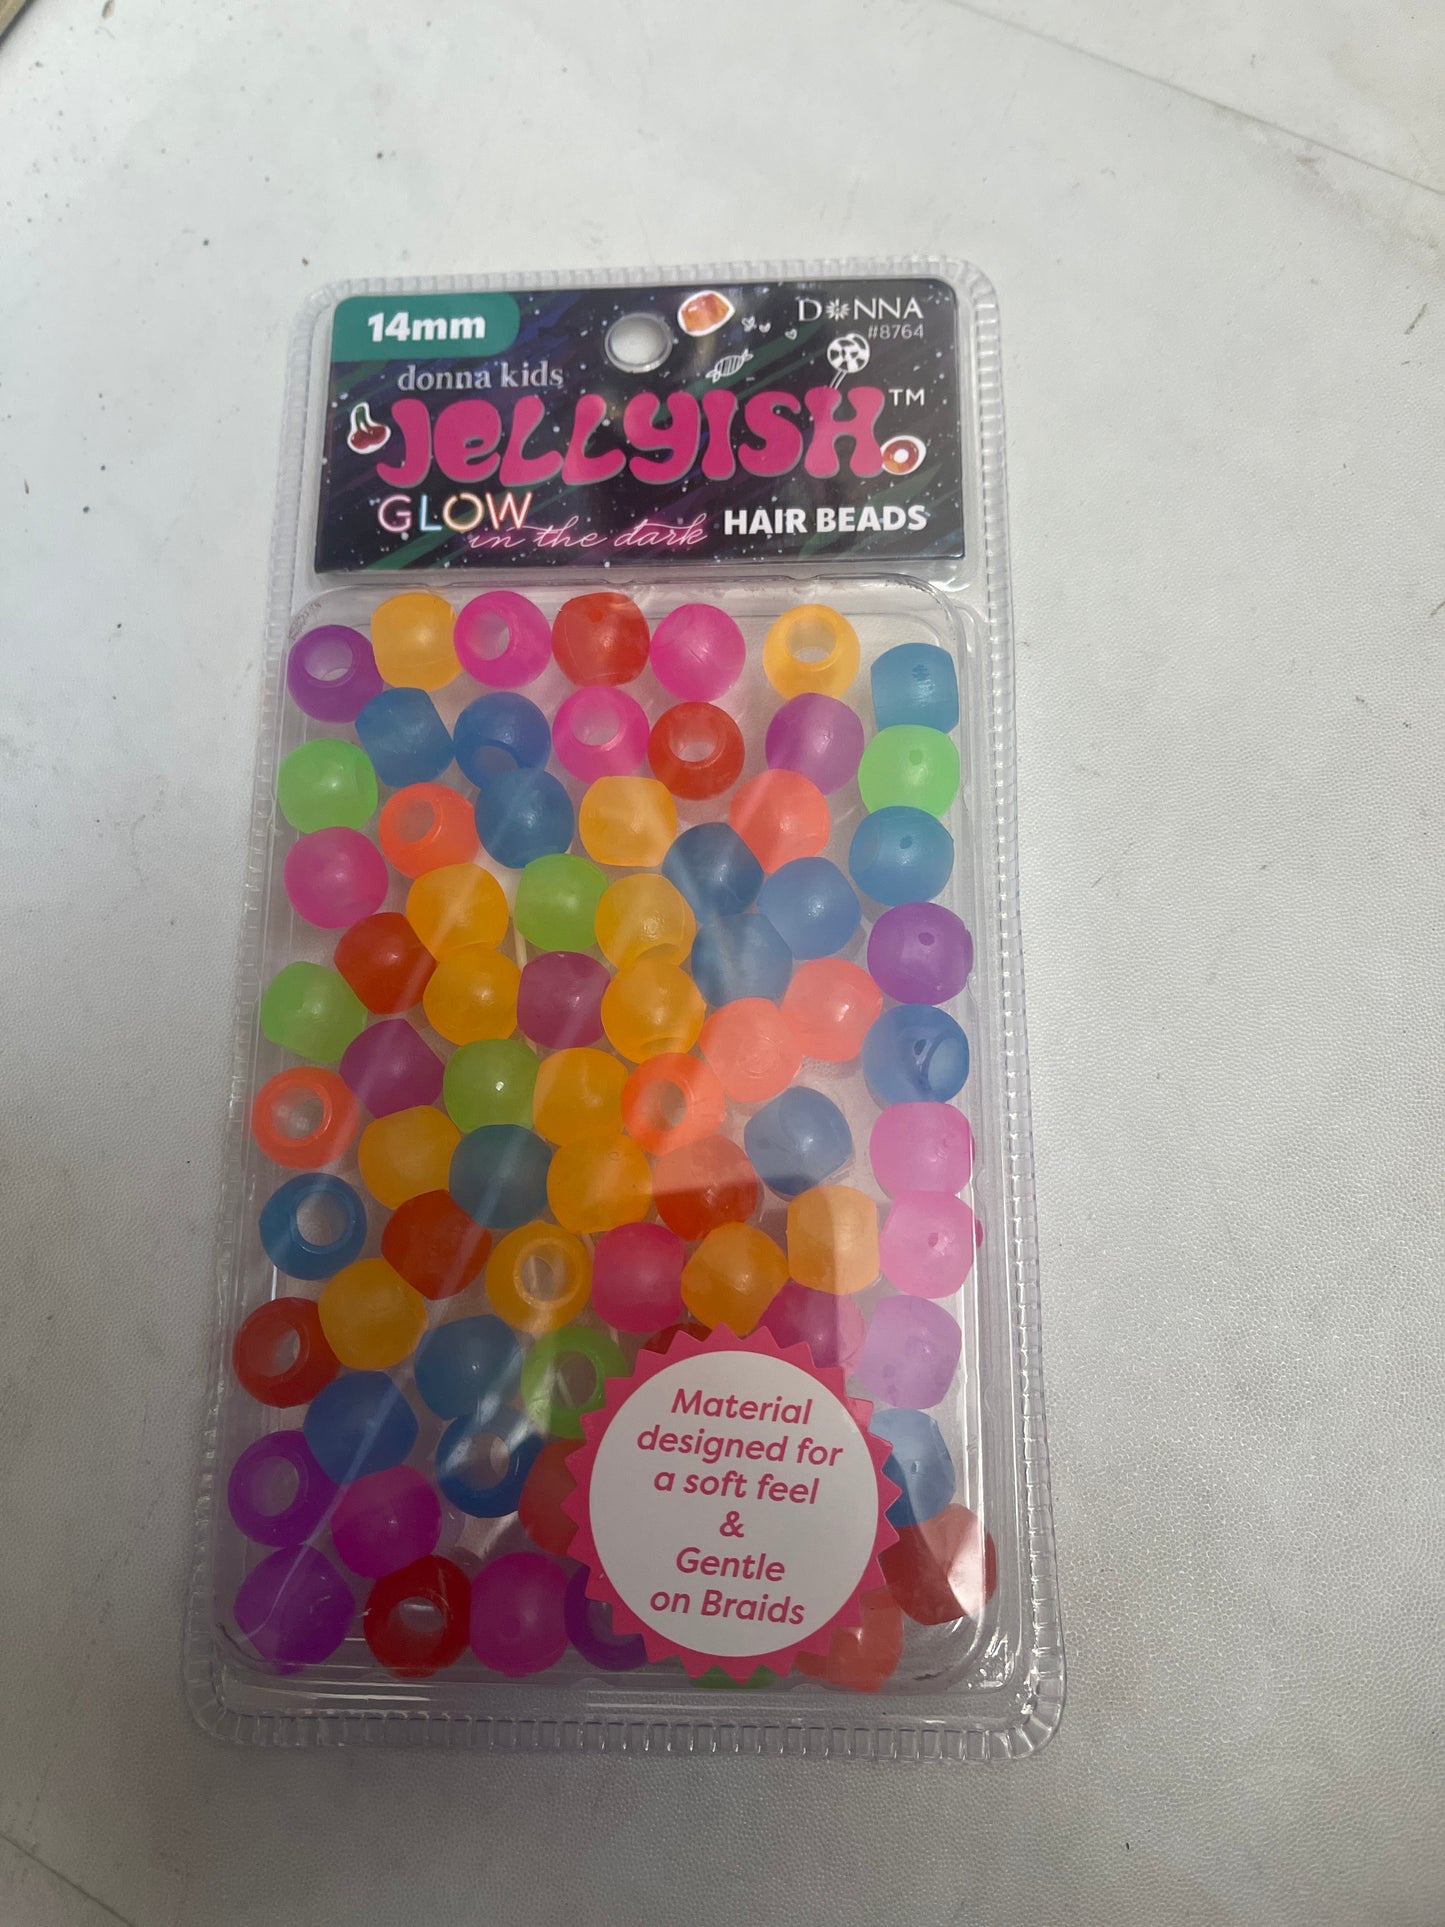 14mm
DONNA
#8764
donna kids
JELLYISH™
GLOW in the dark HAIR BEADS
Material
designed for
a soft feel
&
Gentle
on Braids